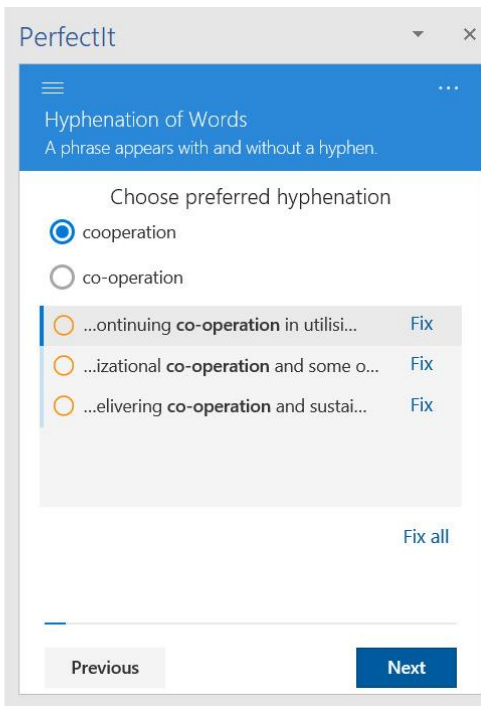 PerfectIt
Hyphenation of Words
A phrase appears with and without a hyphen.
Choose preferred hyphenation
cooperation
co-operation
...ontinuing co-operation in utilisi... Fix
...izational co-operation and some o... Fix
...elivering co-operation and sustai... Fix
Fix all
Previous Next